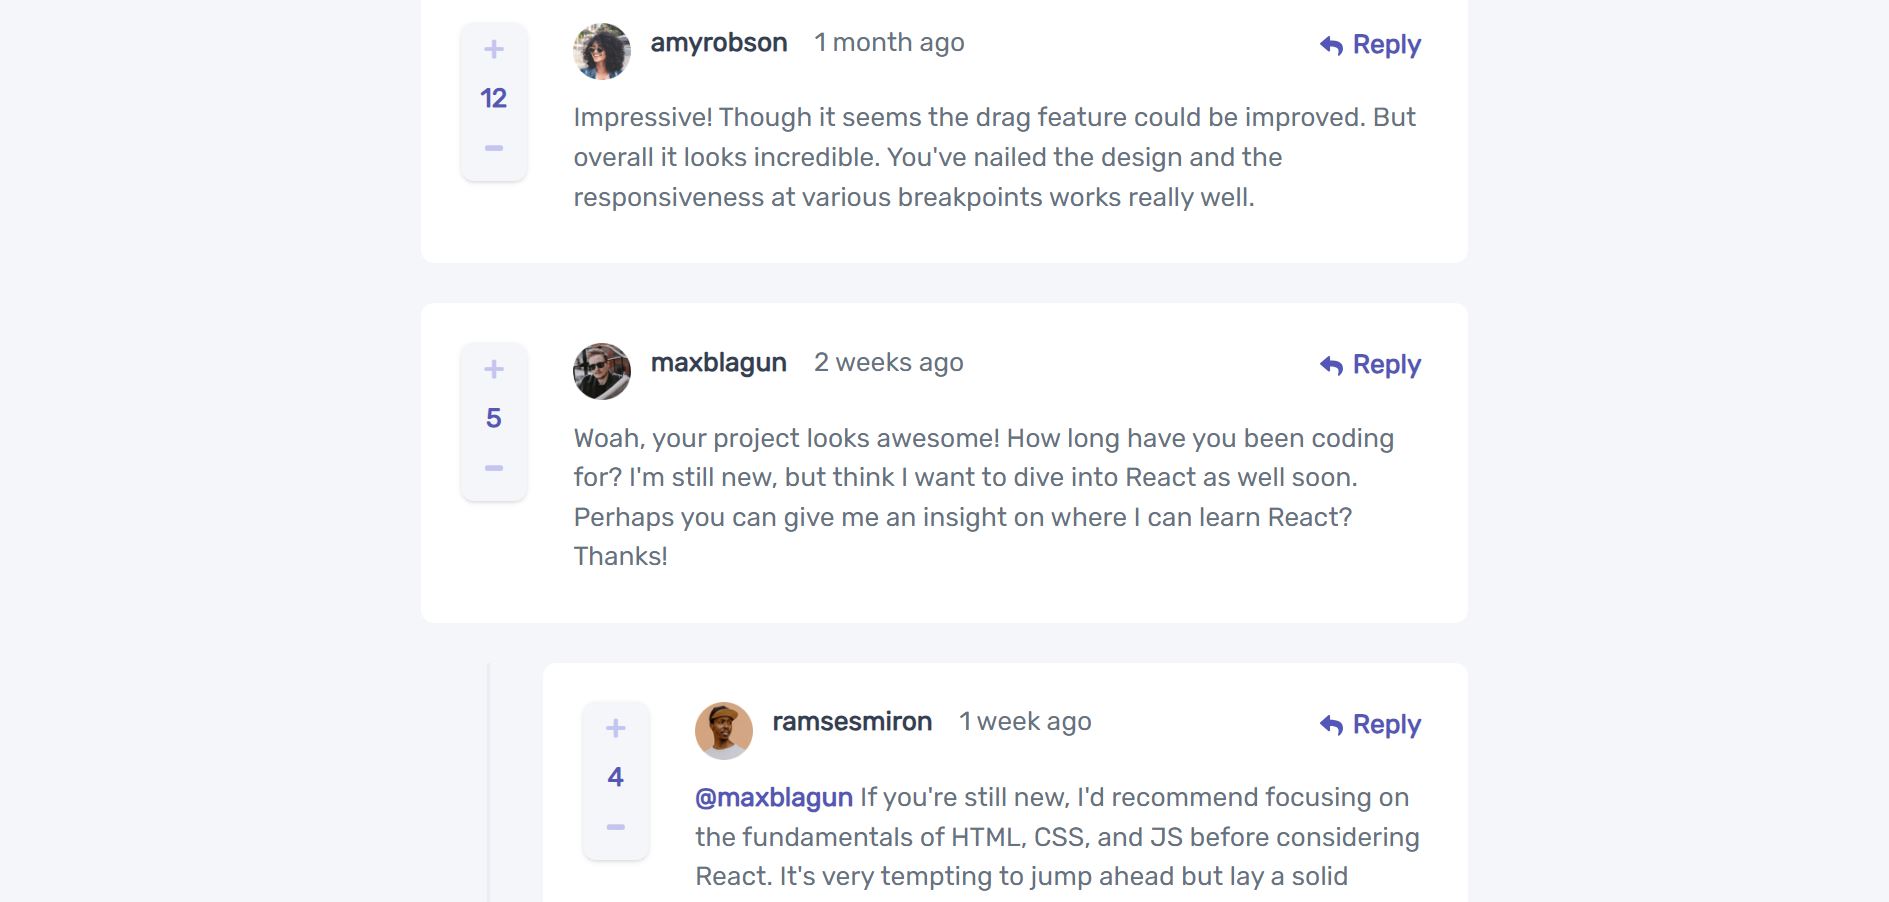 amyrobson 1 month ago Reply
12
Impressive! Though it seems the drag feature could be improved. But
overall it looks incredible. You've nailed the design and the
responsiveness at various breakpoints works really well.
maxblagun 2 weeks ago Reply
5
Woah, your project looks awesome! How long have you been coding
for? I'm still new, but think I want to dive into React as well soon.
Perhaps you can give me an insight on where I can learn React?
Thanks!
ramsesmiron 1 week ago Reply
4
@maxblagun If you're still new, I'd recommend focusing on
the fundamentals of HTML, CSS, and JS before considering
React. It's very tempting to jump ahead but lay a solid